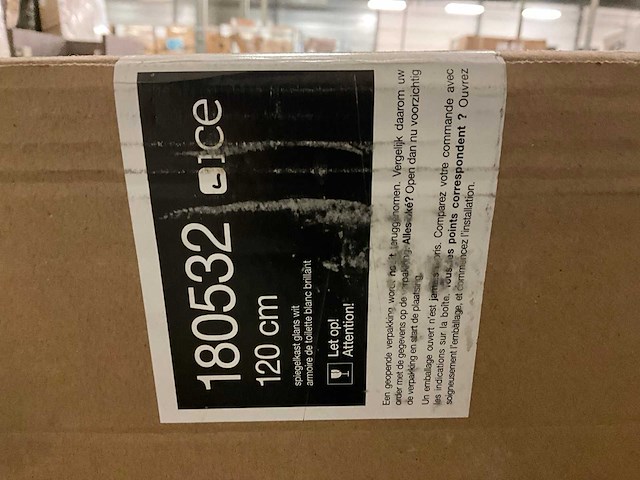 ice
180532
120 cm
spiegelkast glans wit
armoire de toilette blanc brillant
Let op!
Attention!
Een geopende verpakking wordt niet teruggenomen. Vergelijk daarom uw
order met de gegevens op de verpakking. Alles oké? Open dan nu voorzichtig
de verpakking en start de plaatsing.
Un emballage ouvert n'est jamais repris. Comparez votre commande avec
les indications sur la boîte. Tous les points correspondent ? Ouvrez
soigneusement l'emballage, et commencez l'installation.